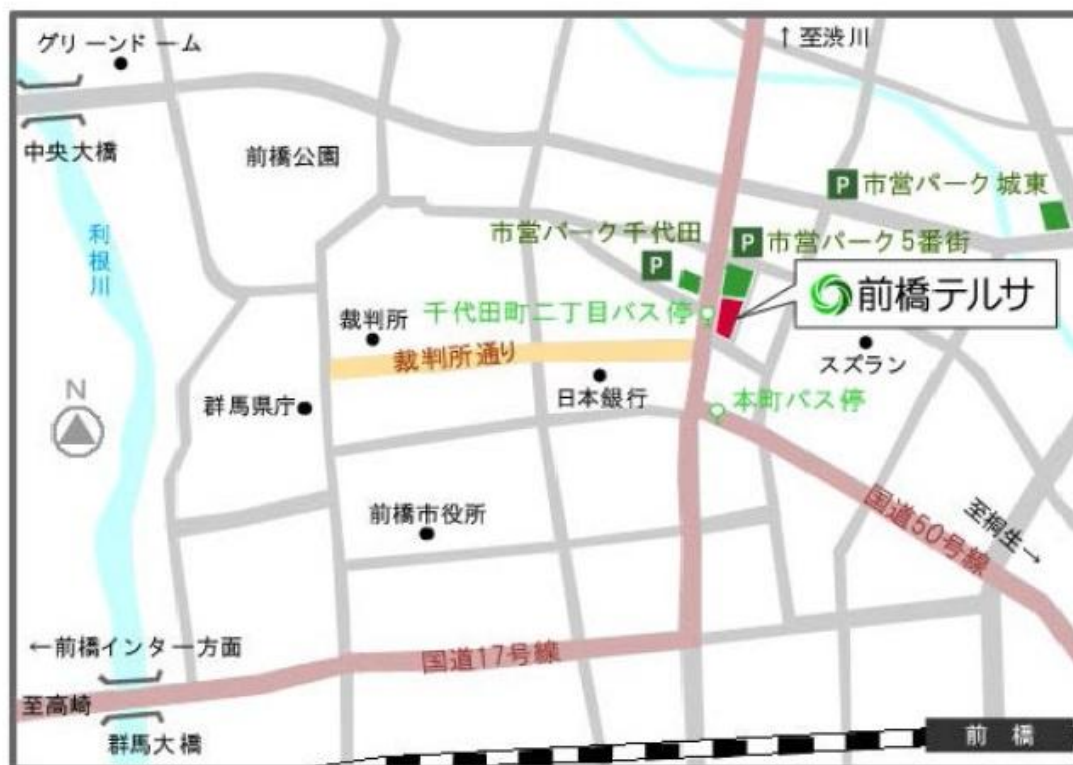 グリーンドーム
↑至渋川
中央大橋
前橋公園
P 市営パーク城東
利根川
市営パーク千代田
P 市営パーク5番街
P
前橋テルサ
千代田町二丁目バス停
裁判所
裁判所通り
スズラン
N
群馬県庁
日本銀行
本町バス停
前橋市役所
国道50号線
至桐生→
←前橋インター方面
国道17号線
至高崎
群馬大橋
前橋